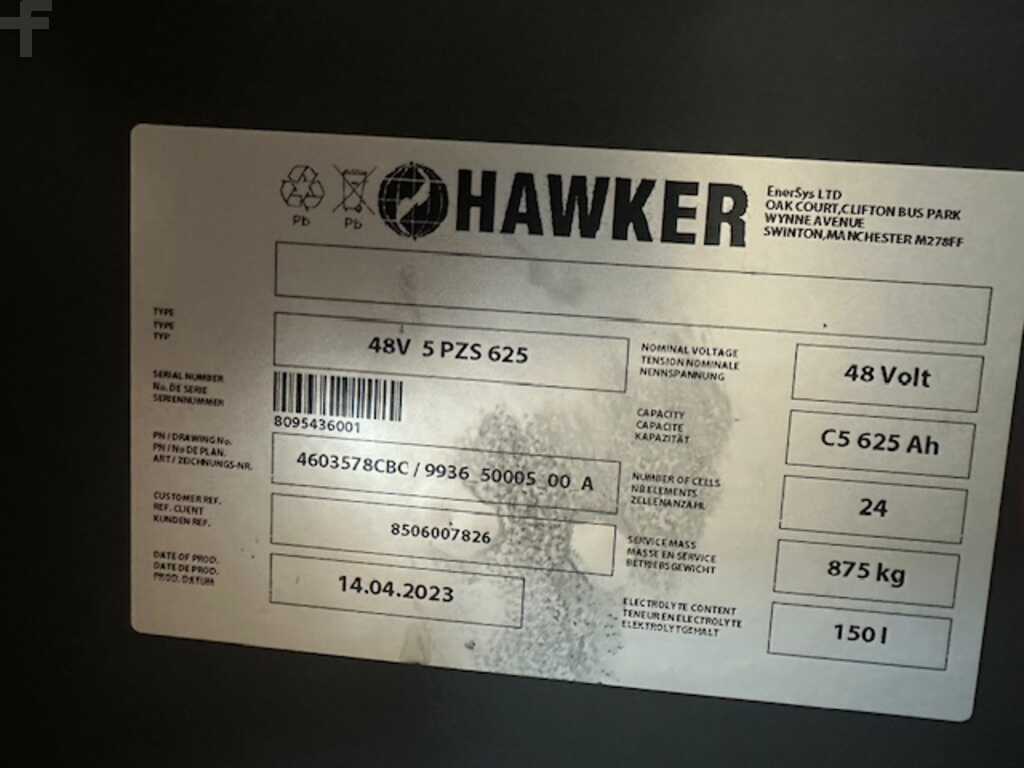 Pb
Pb
HAWKER
EnerSys LTD
OAK COURT,CLIFTON BUS PARK
WYNNE AVENUE
SWINTON,MANCHESTER M278FF
TYPE
TYPE
TYP
48V 5 PZS 625
SERIAL NUMBER
No. DE SERIE
SERIENNUMMER
8095436001
PN / DRAWING No.
PN / No DE PLAN.
ART / ZEICHNUNGS-NR.
4603578CBC / 9936 50005 00 A
CUSTOMER REF.
REF. CLIENT
KUNDEN REF.
8506007826
DATE OF PROD.
DATE DE PROD.
PROD. DATUM
14.04.2023
NOMINAL VOLTAGE
TENSION NOMINALE
NENNSPANNUNG
48 Volt
CAPACITY
CAPACITE
KAPAZITÄT
C5 625 Ah
NUMBER OF CELLS
NB ELEMENTS
ZELLENANZAHL
24
SERVICE MASS
MASSE EN SERVICE
BETRIEBSGEWICHT
875 kg
ELECTROLYTE CONTENT
TENEUR EN ELECTROLYTE
ELEKTROLYTGEHALT
150 l